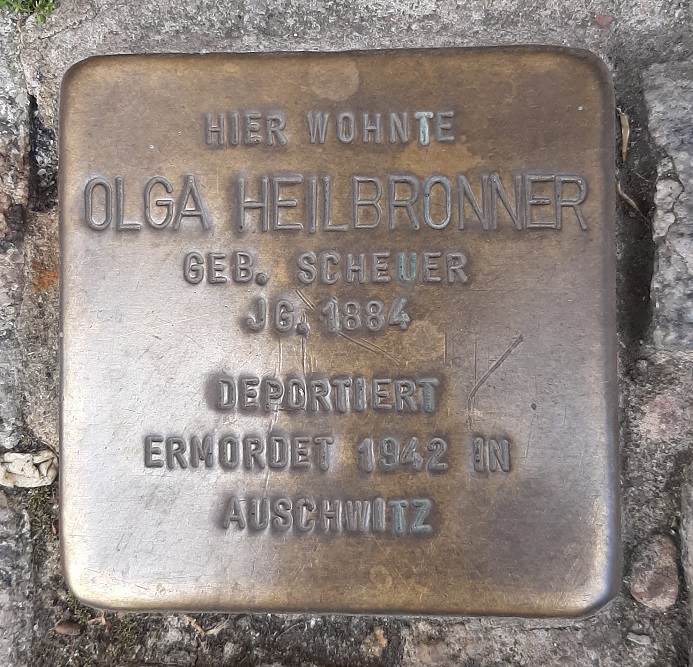 HIER WOHNTE
OLGA HEILBRONNER
GEB. SCHEUER
JG. 1884
DEPORTIERT
ERMORDET 1942 IN
AUSCHWITZ